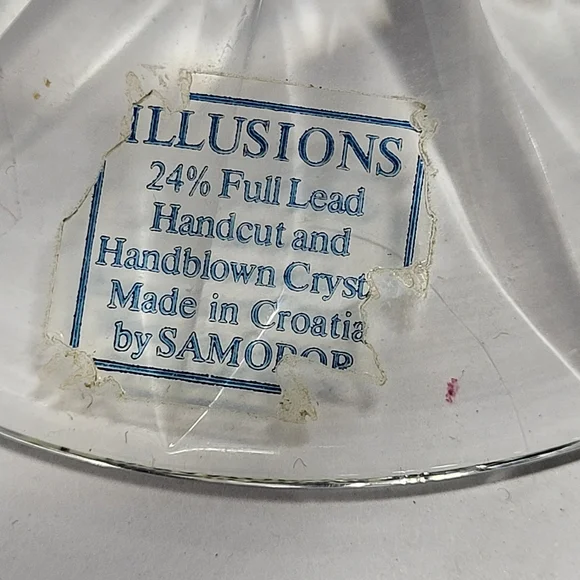 ILLUSIONS
24% Full Lead
Handcut and
Handblown Cryst
Made in Croatia
by SAMOBOR